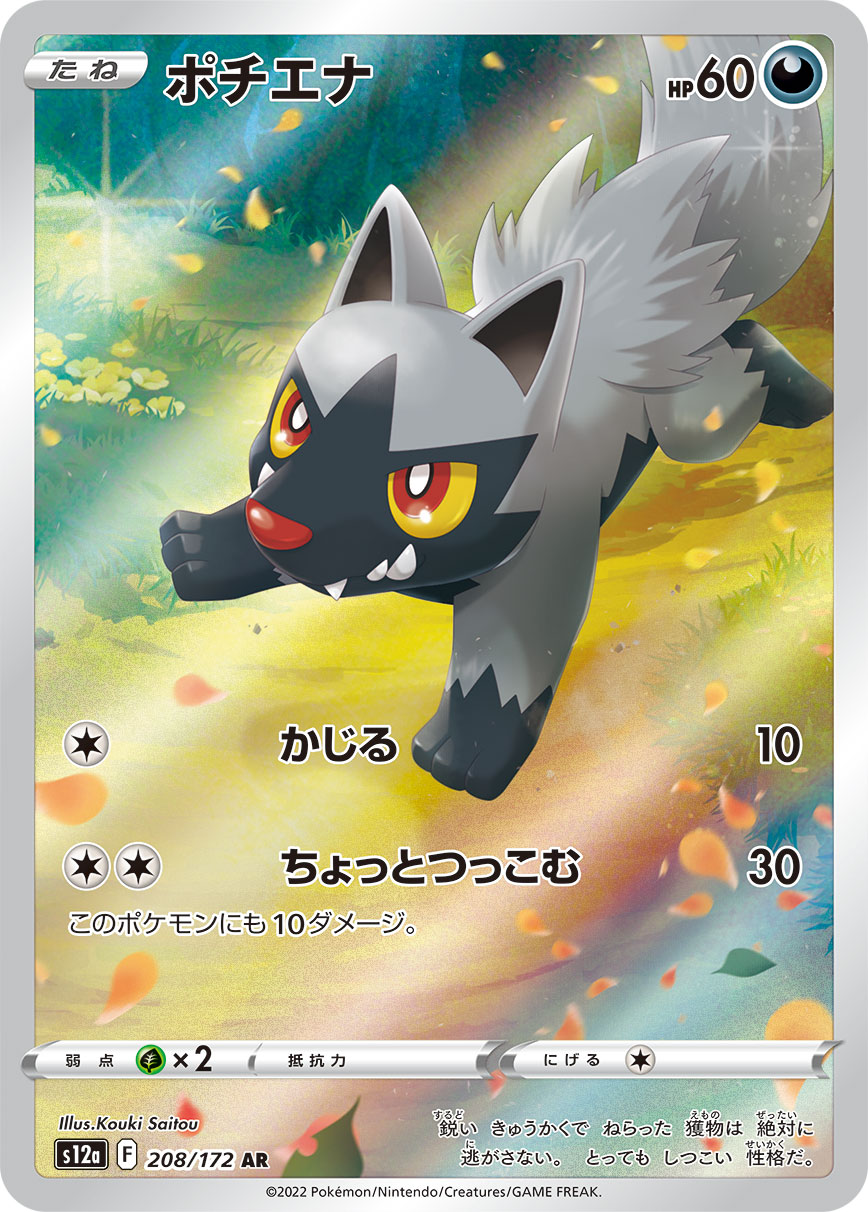 たね ポチエナ HP60
かじる 10
ちょっとつっこむ 30
このポケモンにも10ダメージ。
弱点 ×2 抵抗力 にげる
Illus.Kouki Saitou
鋭い きゅうかくで ねらった 獲物は 絶対に
逃がさない。 とっても しつこい 性格だ。
s12a F 208/172 AR
©2022 Pokémon/Nintendo/Creatures/GAME FREAK.